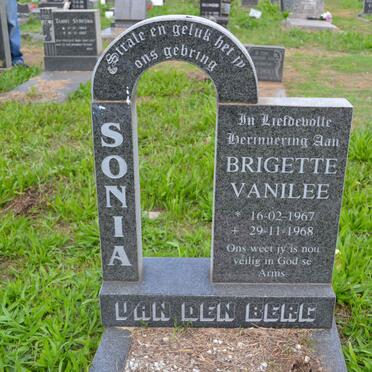 Strale en geluk het jy
ons gebring
SONIA
In Liefdevolle
Herinnering Aan
BRIGETTE
VANILEE
* 16-02-1967
+ 29-11-1968
Ons weet jy is nou
veilig in God se
Arms
VAN DEN BERG